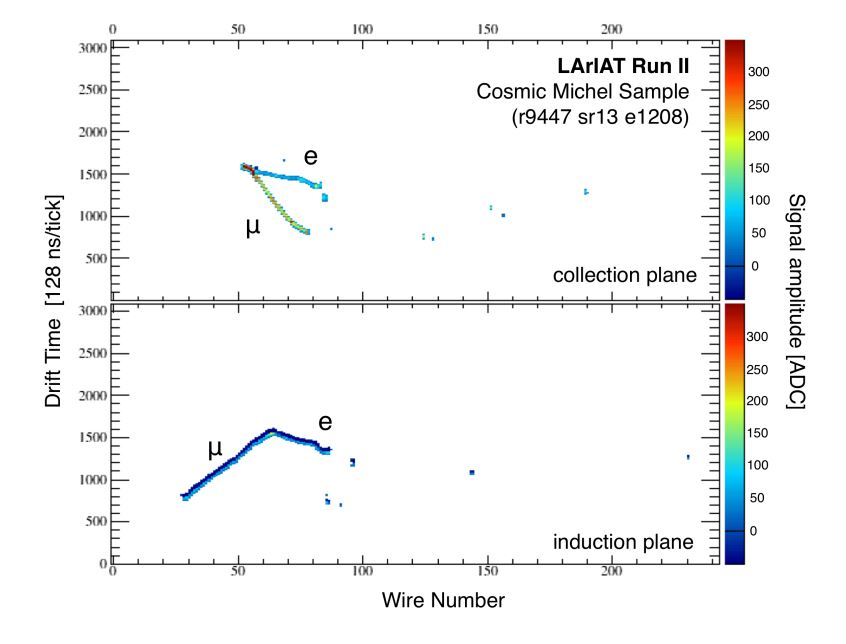 0 50 100 150 200
LArIAT Run II
Cosmic Michel Sample
(r9447 sr13 e1208)
3000
2500
2000
1500
1000
500
e
μ
collection plane
300
250
200
150
100
50
0
Drift Time [128 ns/tick]
Signal amplitude [ADC]
3000
2500
2000
1500
1000
500
0
μ
e
induction plane
300
250
200
150
100
50
0
0 50 100 150 200
Wire Number